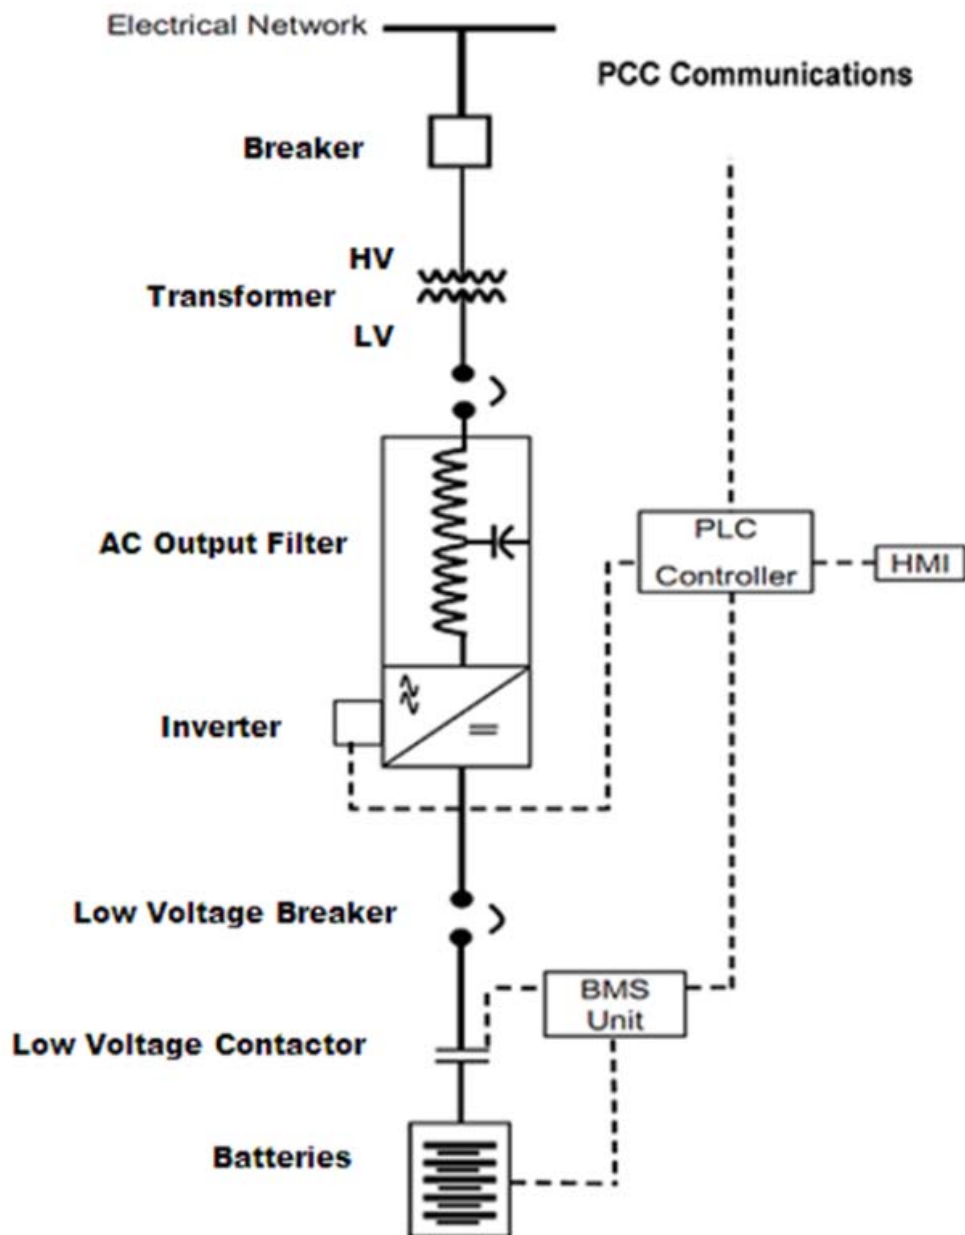 Electrical Network
PCC Communications
Breaker
HV
Transformer
LV
AC Output Filter
PLC
Controller
HMI
Inverter
Low Voltage Breaker
BMS
Unit
Low Voltage Contactor
Batteries